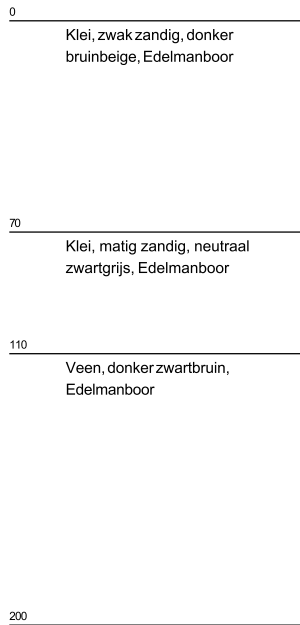 0
Klei, zwak zandig, donker
bruinbeige, Edelmanboor
70
Klei, matig zandig, neutraal
zwartgrijs, Edelmanboor
110
Veen, donker zwartbruin,
Edelmanboor
200